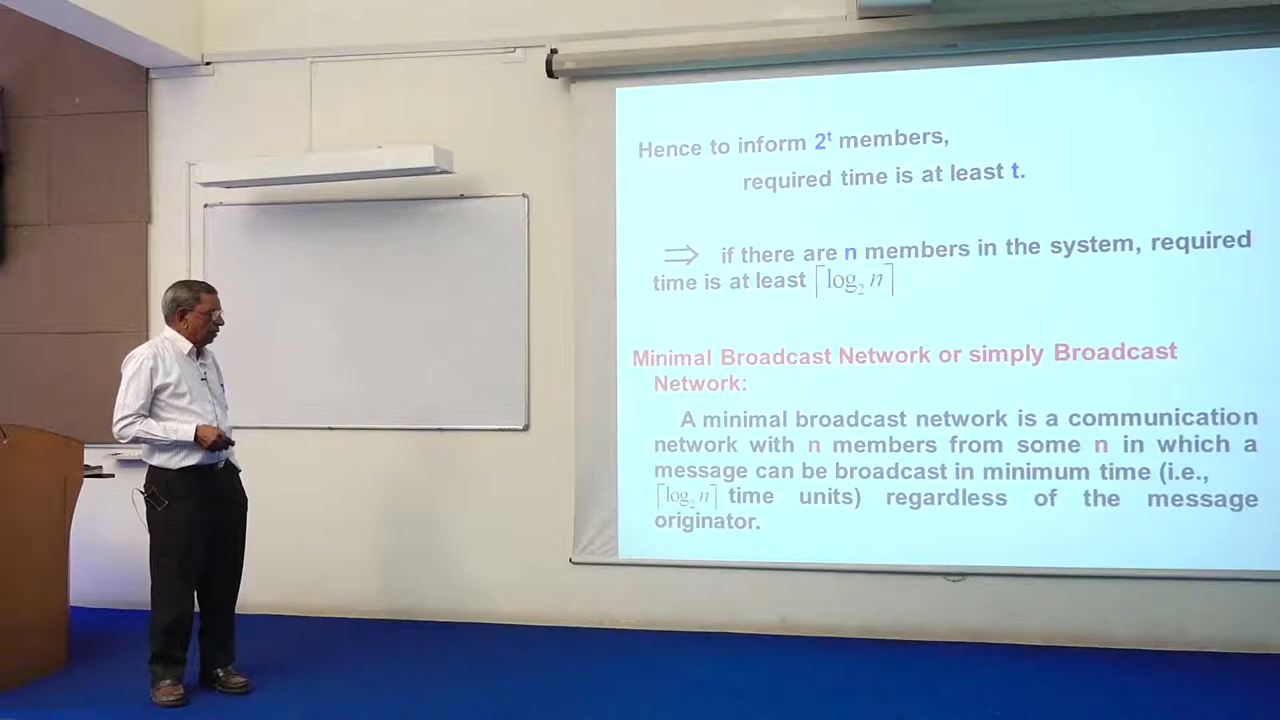 Hence to inform 2ᵗ members,
required time is at least t.
⇒ if there are n members in the system, required
time is at least ⌈log₂ n⌉
Minimal Broadcast Network or simply Broadcast
Network:
A minimal broadcast network is a communication
network with n members from some n in which a
message can be broadcast in minimum time (i.e.,
⌈log₂ n⌉ time units) regardless of the message
originator.